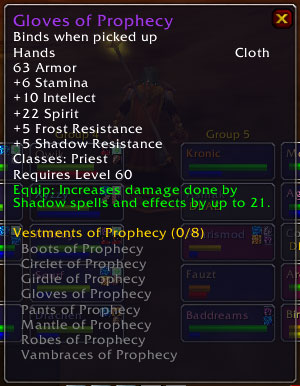 Gloves of Prophecy
Binds when picked up
Hands Cloth
63 Armor
+6 Stamina
+10 Intellect
+22 Spirit
+5 Frost Resistance
+5 Shadow Resistance
Classes: Priest
Requires Level 60
Equip: Increases damage done by
Shadow spells and effects by up to 21.
Vestments of Prophecy (0/8)
Boots of Prophecy
Circlet of Prophecy
Girdle of Prophecy
Gloves of Prophecy
Pants of Prophecy
Mantle of Prophecy
Robes of Prophecy
Vambraces of Prophecy
Group 5
Kronic
Fauzt
Baddreams